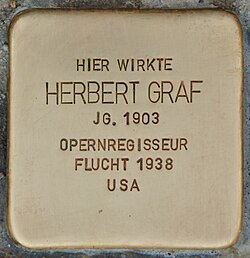 HIER WIRKTE
HERBERT GRAF
JG. 1903
OPERNREGISSEUR
FLUCHT 1938
USA